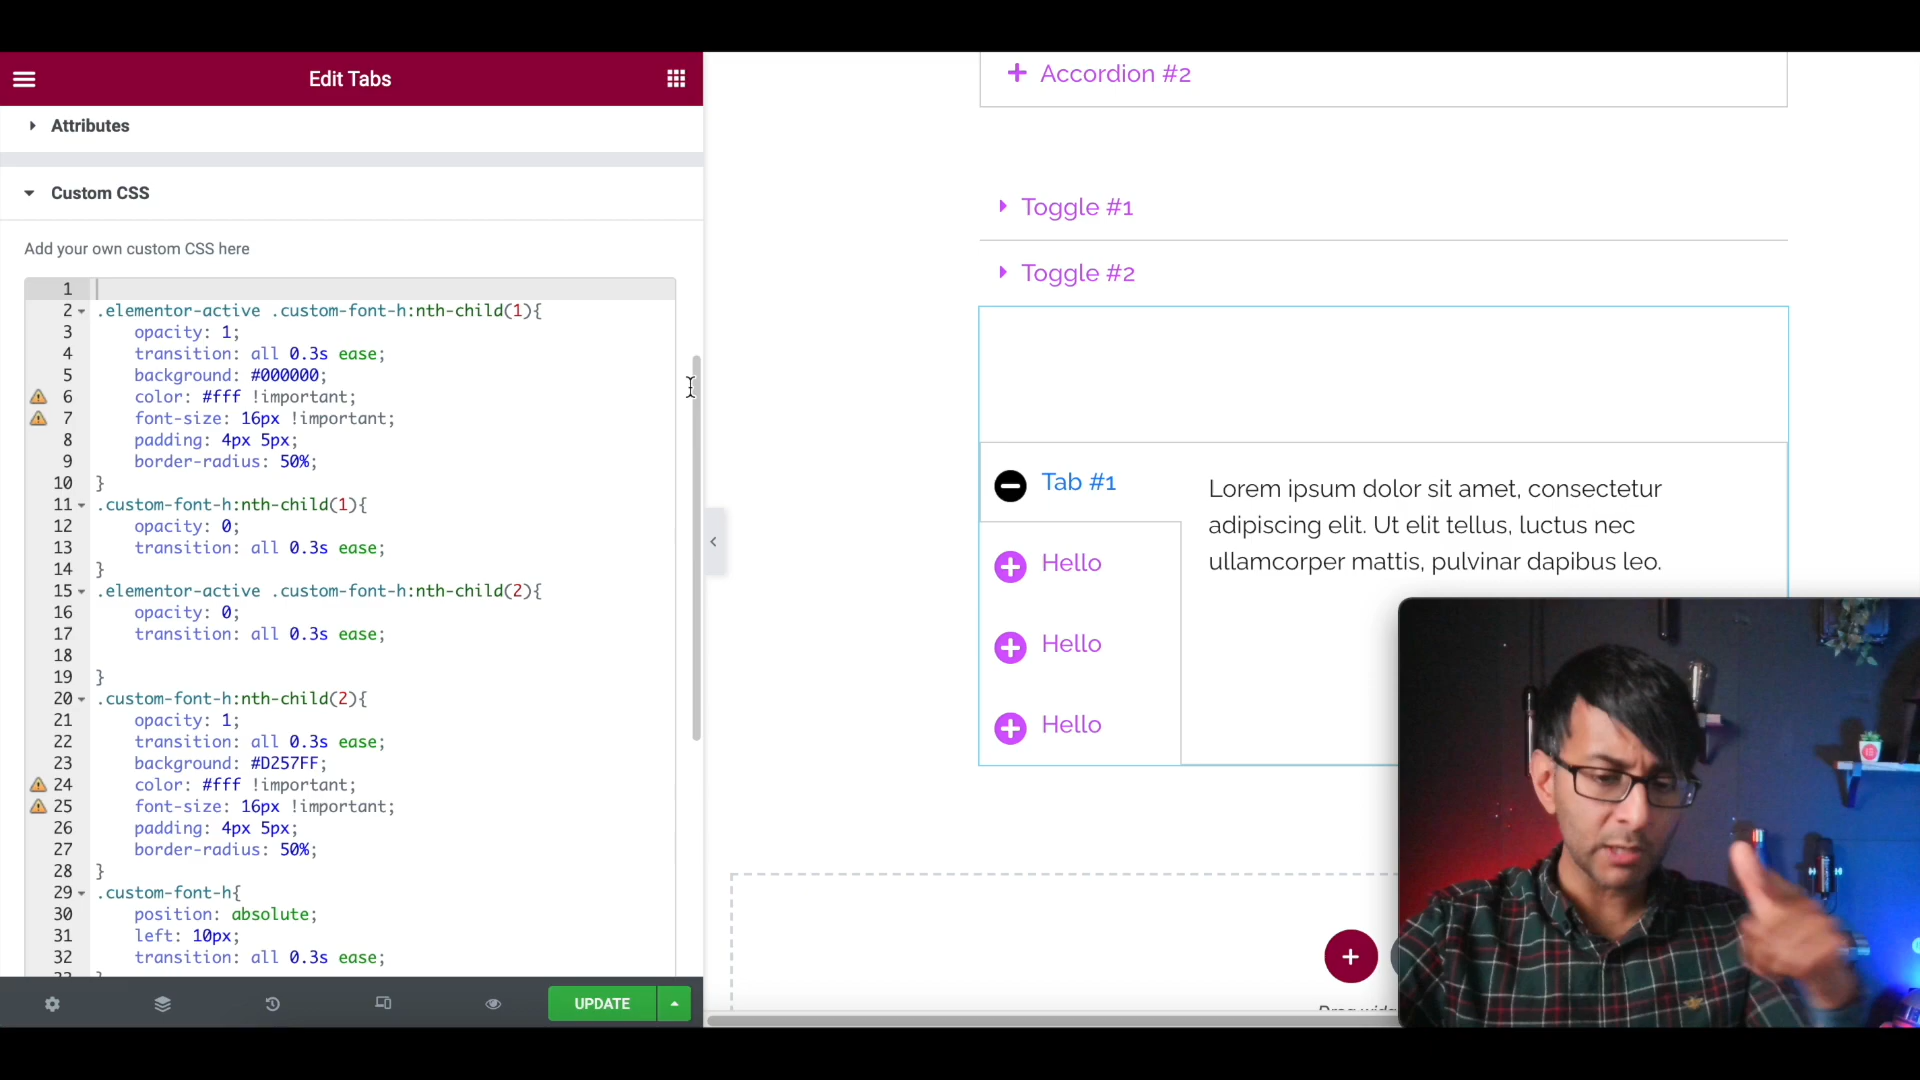 Edit Tabs
Attributes
Custom CSS
Add your own custom CSS here
1
2 .elementor-active .custom-font-h:nth-child(1){
3 opacity: 1;
4 transition: all 0.3s ease;
5 background: #000000;
6 color: #fff !important;
7 font-size: 16px !important;
8 padding: 4px 5px;
9 border-radius: 50%;
10 }
11 .custom-font-h:nth-child(1){
12 opacity: 0;
13 transition: all 0.3s ease;
14 }
15 .elementor-active .custom-font-h:nth-child(2){
16 opacity: 0;
17 transition: all 0.3s ease;
18
19 }
20 .custom-font-h:nth-child(2){
21 opacity: 1;
22 transition: all 0.3s ease;
23 background: #D257FF;
24 color: #fff !important;
25 font-size: 16px !important;
26 padding: 4px 5px;
27 border-radius: 50%;
28 }
29 .custom-font-h{
30 position: absolute;
31 left: 10px;
32 transition: all 0.3s ease;
UPDATE
Accordion #2
Toggle #1
Toggle #2
Tab #1
Hello
Hello
Hello
Lorem ipsum dolor sit amet, consectetur
adipiscing elit. Ut elit tellus, luctus nec
ullamcorper mattis, pulvinar dapibus leo.